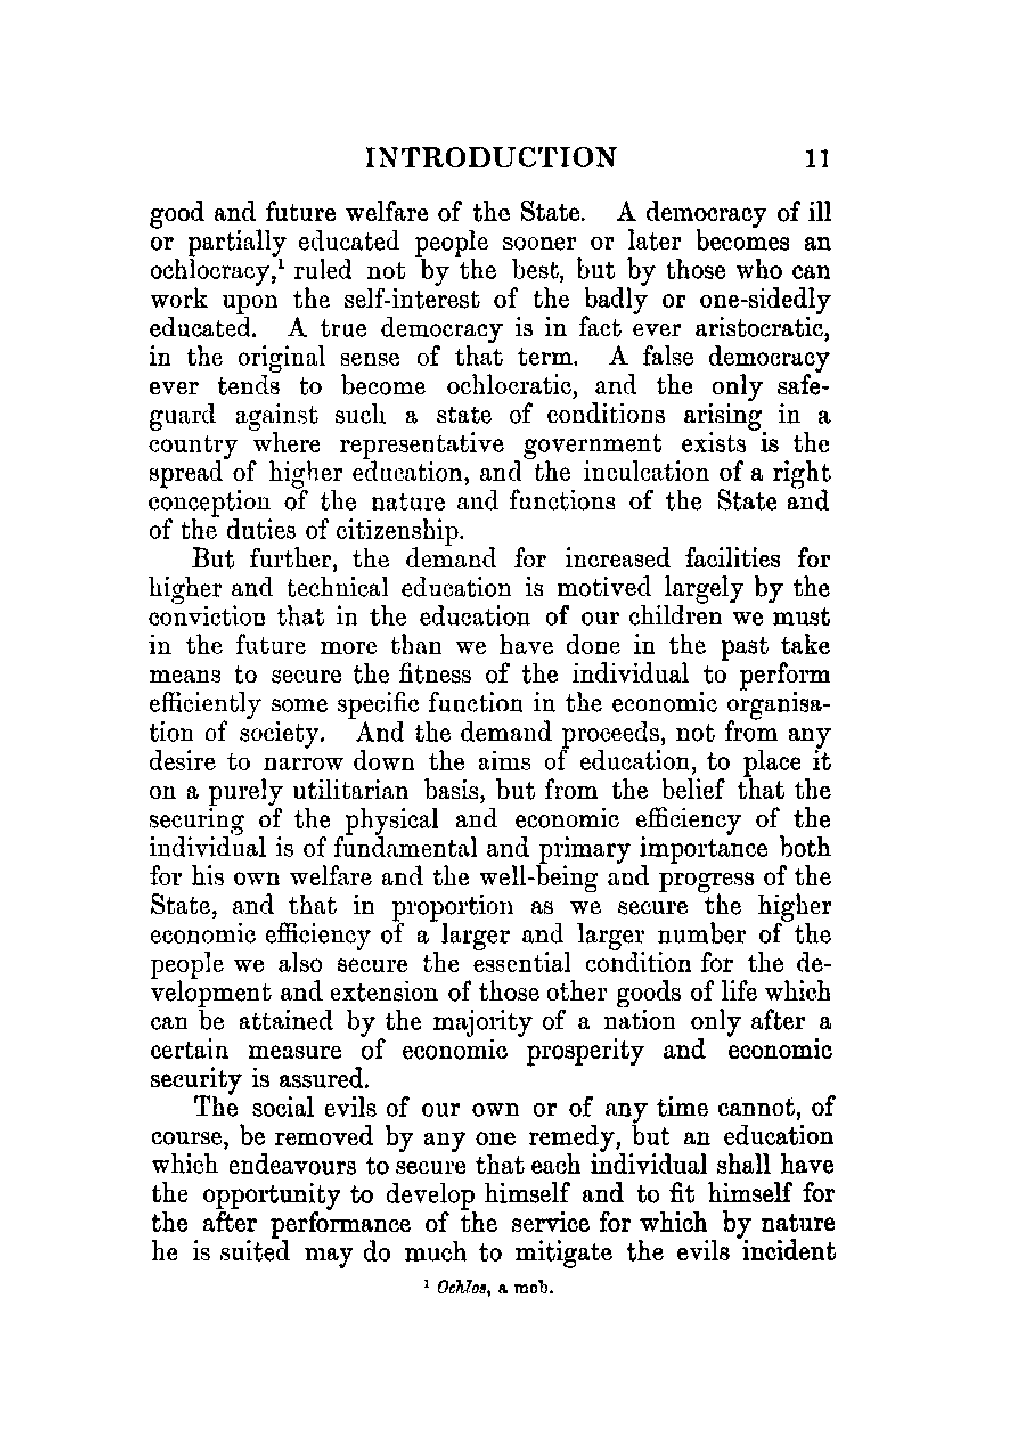 INTRODUCTION 11
good and future welfare of the State. A democracy of ill
or partially educated people sooner or later becomes an
ochlocracy,¹ ruled not by the best, but by those who can
work upon the self-interest of the badly or one-sidedly
educated. A true democracy is in fact ever aristocratic,
in the original sense of that term. A false democracy
ever tends to become ochlocratic, and the only safe-
guard against such a state of conditions arising in a
country where representative government exists is the
spread of higher education, and the inculcation of a right
conception of the nature and functions of the State and
of the duties of citizenship.
But further, the demand for increased facilities for
higher and technical education is motived largely by the
conviction that in the education of our children we must
in the future more than we have done in the past take
means to secure the fitness of the individual to perform
efficiently some specific function in the economic organisa-
tion of society. And the demand proceeds, not from any
desire to narrow down the aims of education, to place it
on a purely utilitarian basis, but from the belief that the
securing of the physical and economic efficiency of the
individual is of fundamental and primary importance both
for his own welfare and the well-being and progress of the
State, and that in proportion as we secure the higher
economic efficiency of a larger and larger number of the
people we also secure the essential condition for the de-
velopment and extension of those other goods of life which
can be attained by the majority of a nation only after a
certain measure of economic prosperity and economic
security is assured.
The social evils of our own or of any time cannot, of
course, be removed by any one remedy, but an education
which endeavours to secure that each individual shall have
the opportunity to develop himself and to fit himself for
the after performance of the service for which by nature
he is suited may do much to mitigate the evils incident
¹ Ochlos, a mob.